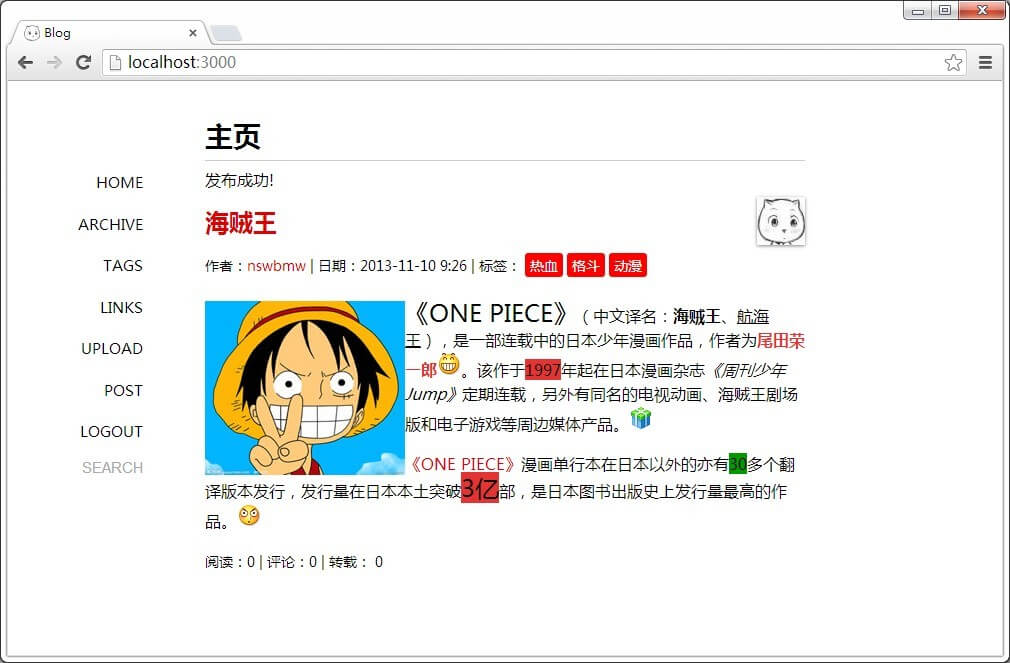 Blog
localhost:3000
主页
HOME
ARCHIVE
TAGS
LINKS
UPLOAD
POST
LOGOUT
SEARCH
发布成功!
海贼王
作者：nswbmw | 日期：2013-11-10 9:26 | 标签： 热血 格斗 动漫
《ONE PIECE》（中文译名：海贼王、航海
王），是一部连载中的日本少年漫画作品，作者为尾田荣
一郎。该作于1997年起在日本漫画杂志《周刊少年
Jump》定期连载，另外有同名的电视动画、海贼王剧场
版和电子游戏等周边媒体产品。
《ONE PIECE》漫画单行本在日本以外的亦有30多个翻
译版本发行，发行量在日本本土突破3亿部，是日本图书出版史上发行量最高的作
品。
阅读：0 | 评论：0 | 转载： 0